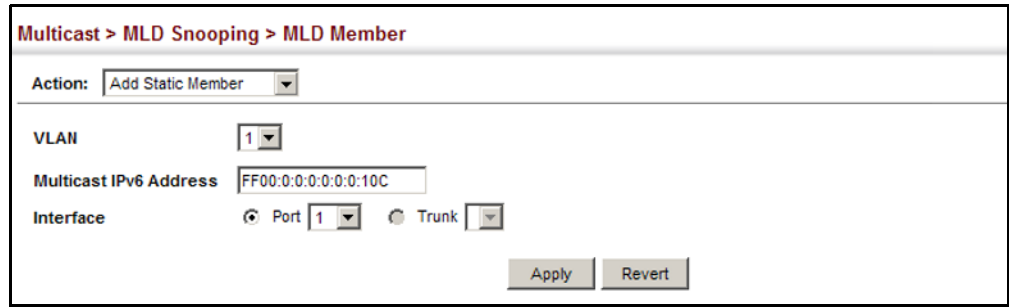 Multicast > MLD Snooping > MLD Member
Action: Add Static Member
VLAN 1
Multicast IPv6 Address FF00:0:0:0:0:0:0:10C
Interface Port 1 Trunk
Apply Revert